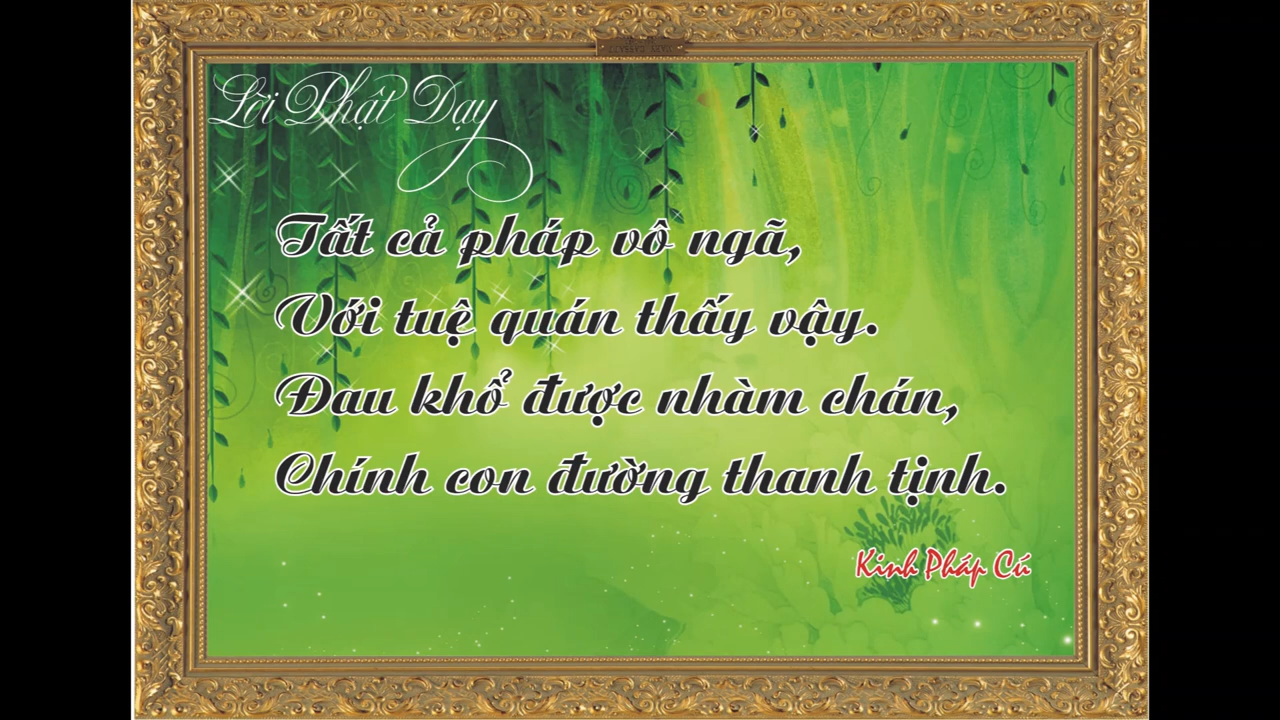 Lời Phật Dạy
Tất cả pháp vô ngã,
Với tuệ quán thấy vậy.
Đau khổ được nhàm chán,
Chính con đường thanh tịnh.
Kinh Pháp Cú